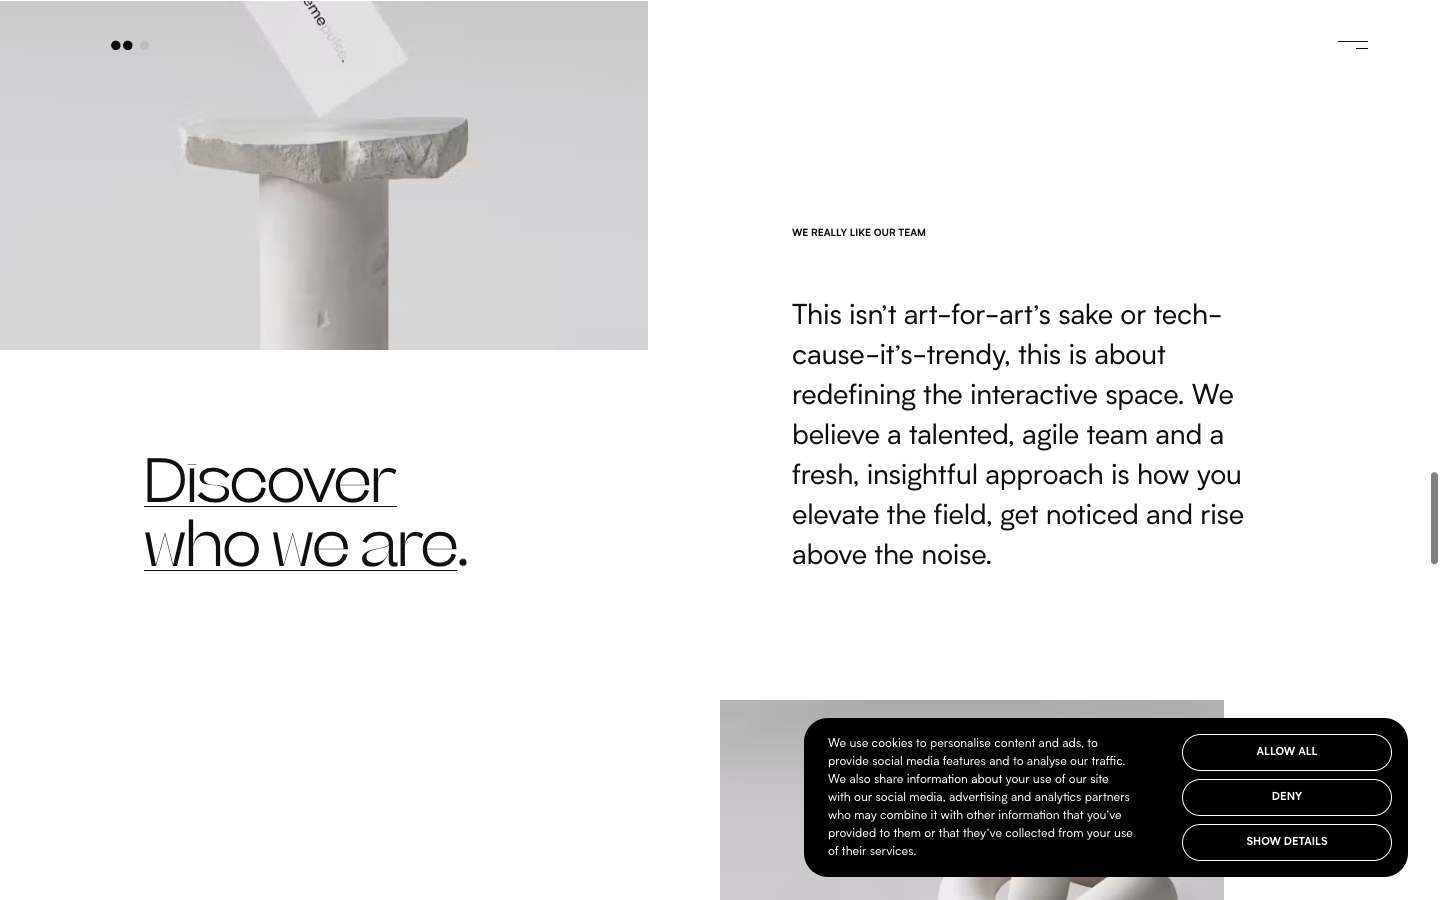 WE REALLY LIKE OUR TEAM
This isn’t art-for-art’s sake or tech-
cause-it’s-trendy, this is about
redefining the interactive space. We
believe a talented, agile team and a
fresh, insightful approach is how you
elevate the field, get noticed and rise
above the noise.
Discover
who we are.
We use cookies to personalise content and ads, to
provide social media features and to analyse our traffic.
We also share information about your use of our site
with our social media, advertising and analytics partners
who may combine it with other information that you’ve
provided to them or that they’ve collected from your use
of their services.
ALLOW ALL
DENY
SHOW DETAILS